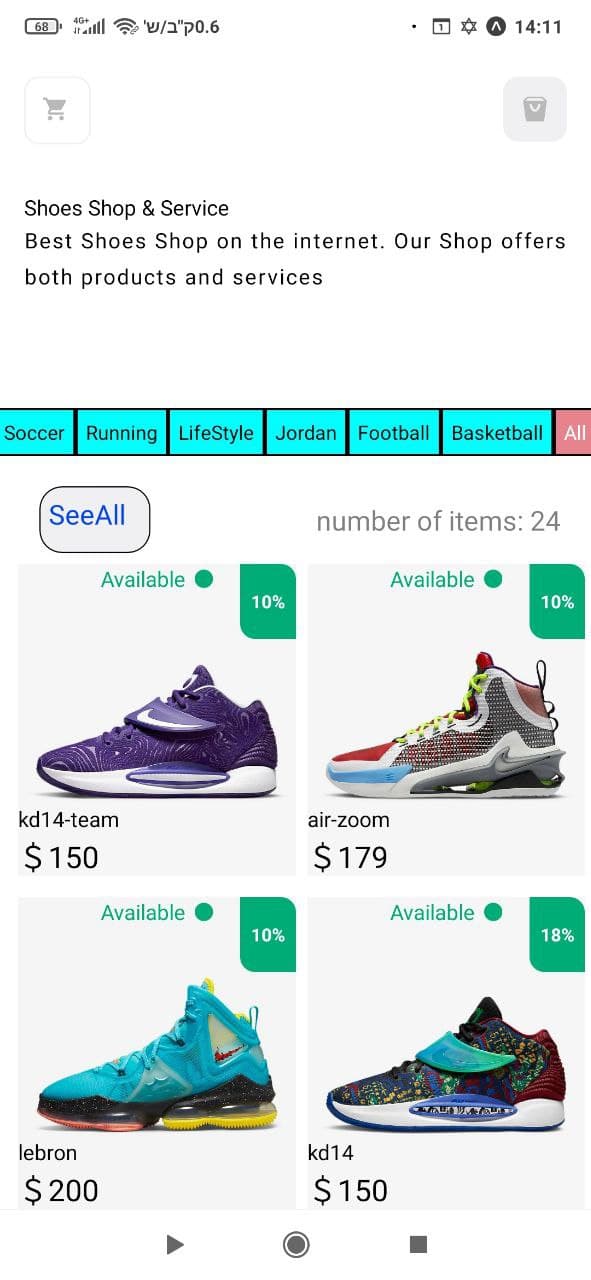 68 4G+ 0.6ק"ב/ש' 1 14:11
Shoes Shop & Service
Best Shoes Shop on the internet. Our Shop offers
both products and services
Soccer Running LifeStyle Jordan Football Basketball All
SeeAll number of items: 24
Available 10% Available 10%
kd14-team air-zoom
$ 150 $ 179
Available 10% Available 18%
lebron kd14
$ 200 $ 150